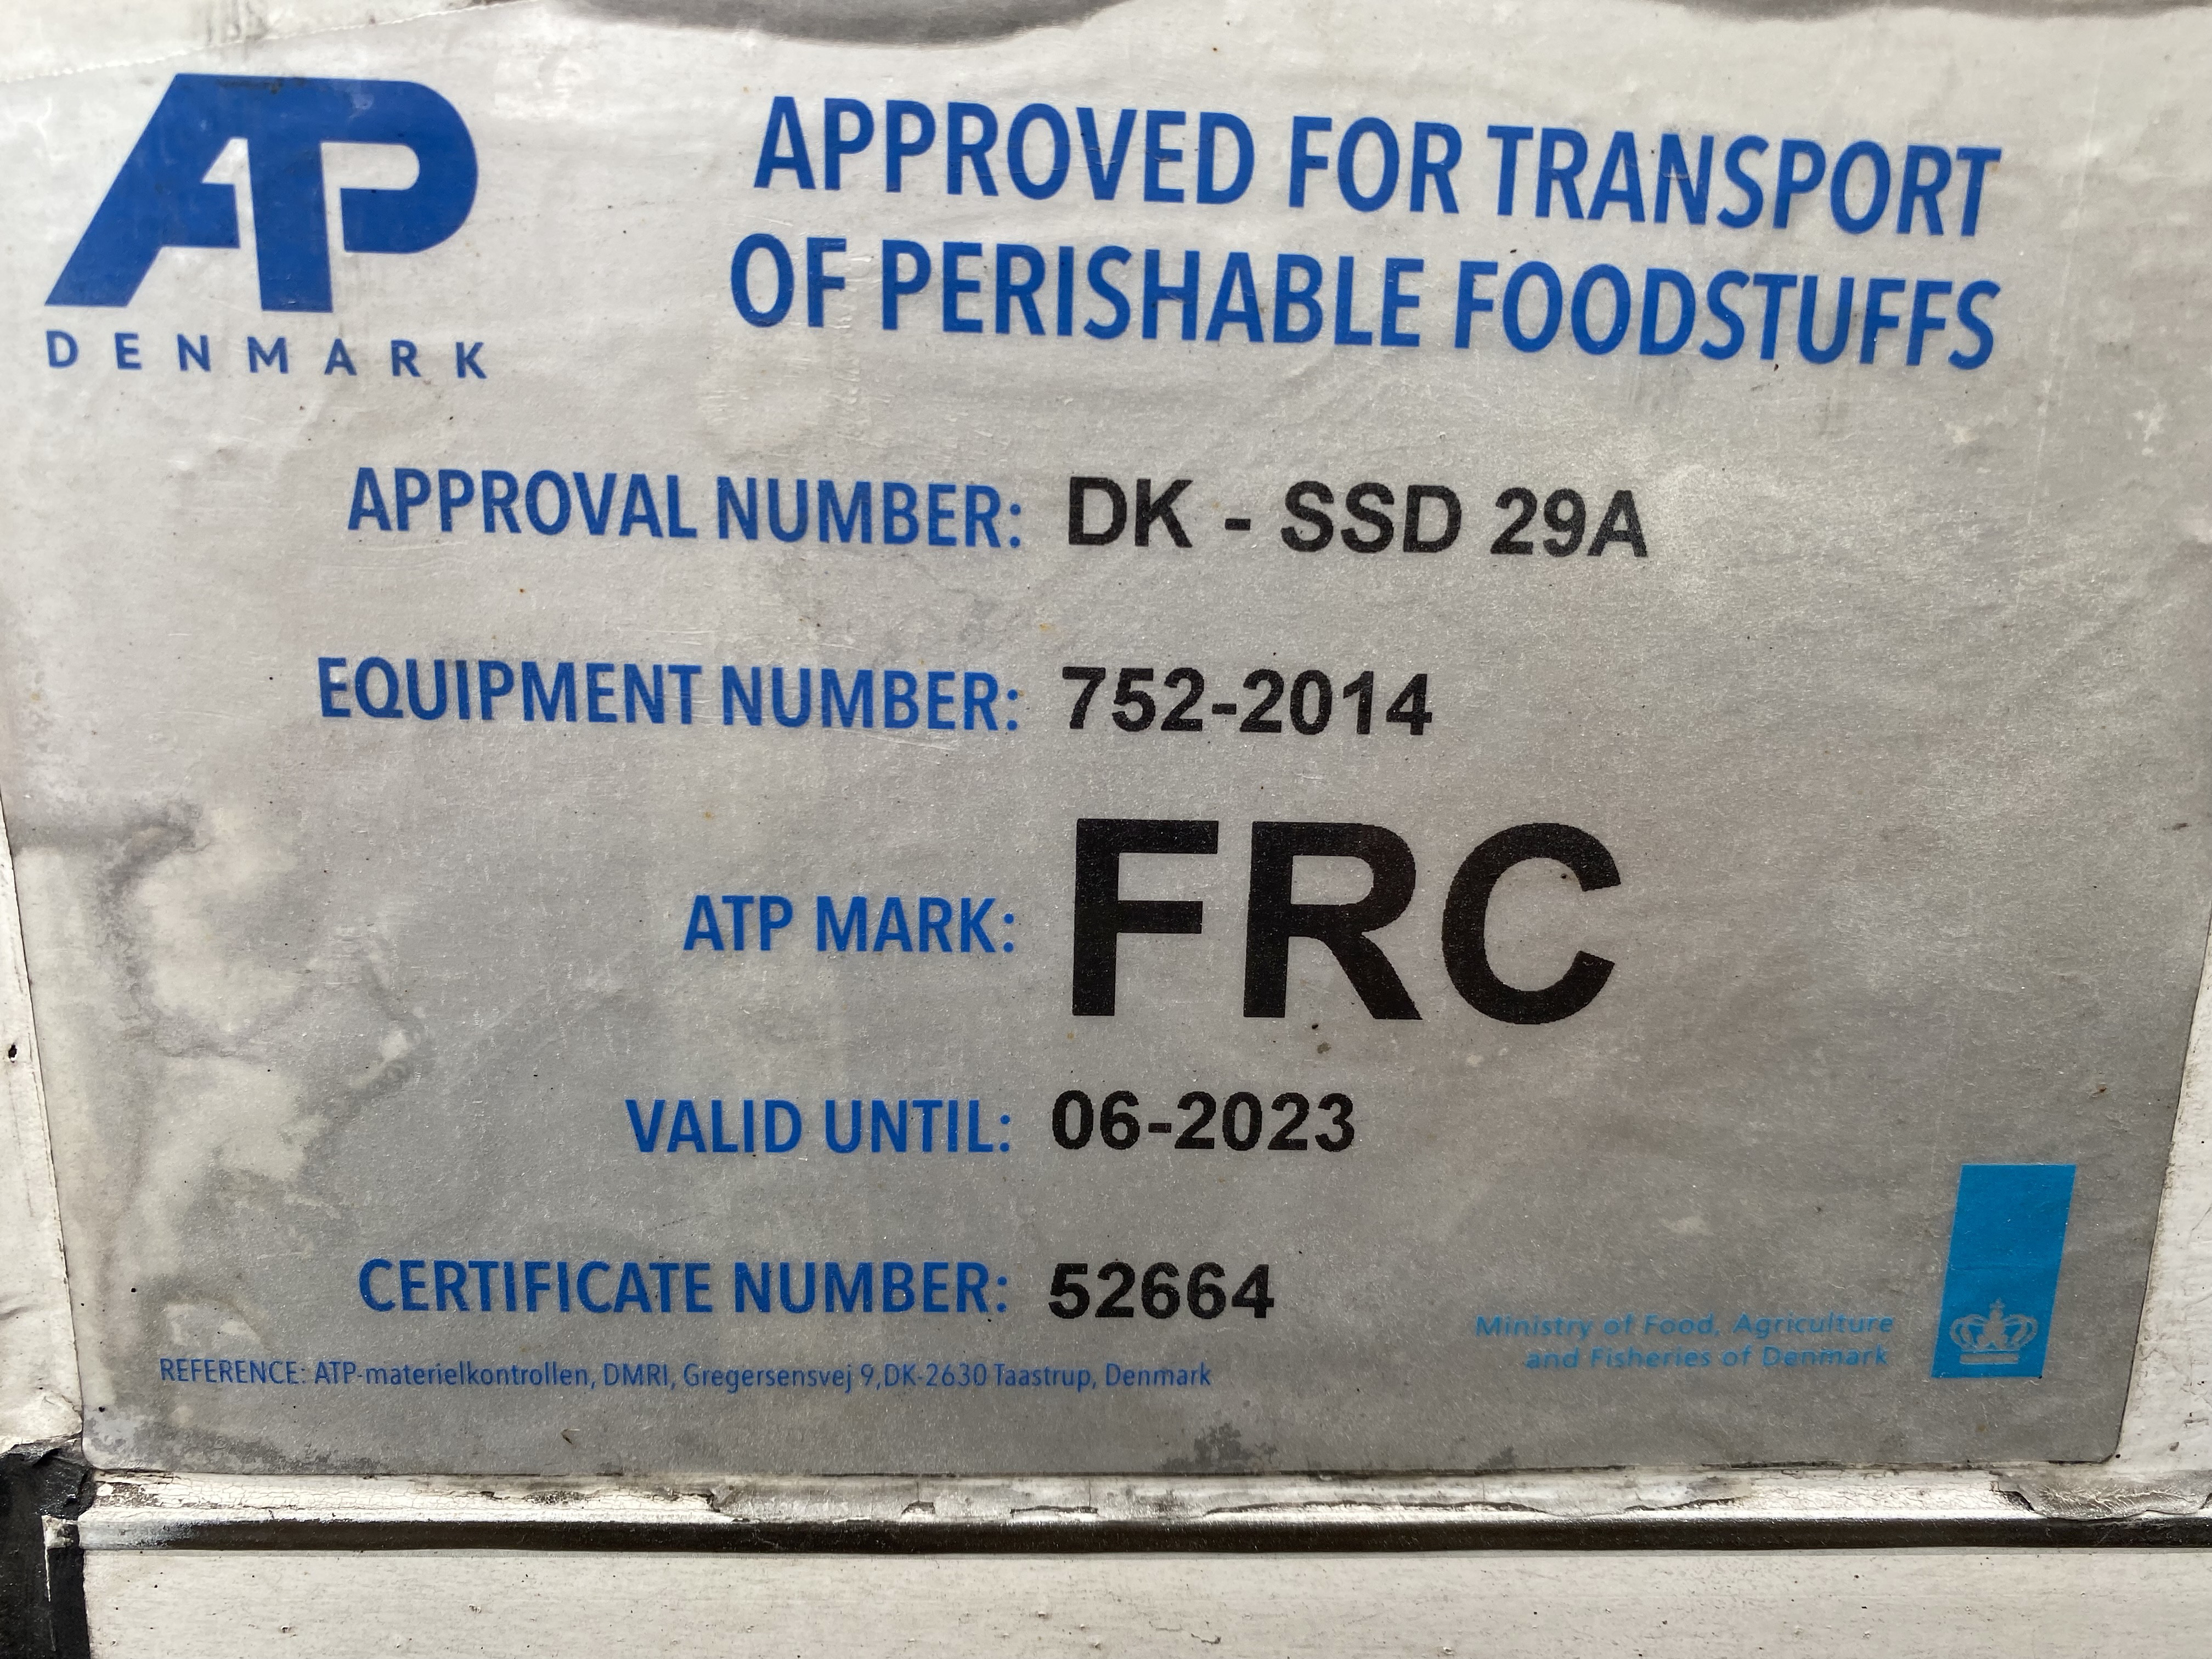 ATP
DENMARK
APPROVED FOR TRANSPORT
OF PERISHABLE FOODSTUFFS
APPROVAL NUMBER: DK - SSD 29A
EQUIPMENT NUMBER: 752-2014
ATP MARK: FRC
VALID UNTIL: 06-2023
CERTIFICATE NUMBER: 52664
REFERENCE: ATP-materielkontrollen, DMRI, Gregersensvej 9,DK-2630 Taastrup, Denmark
Ministry of Food, Agriculture
and Fisheries of Denmark